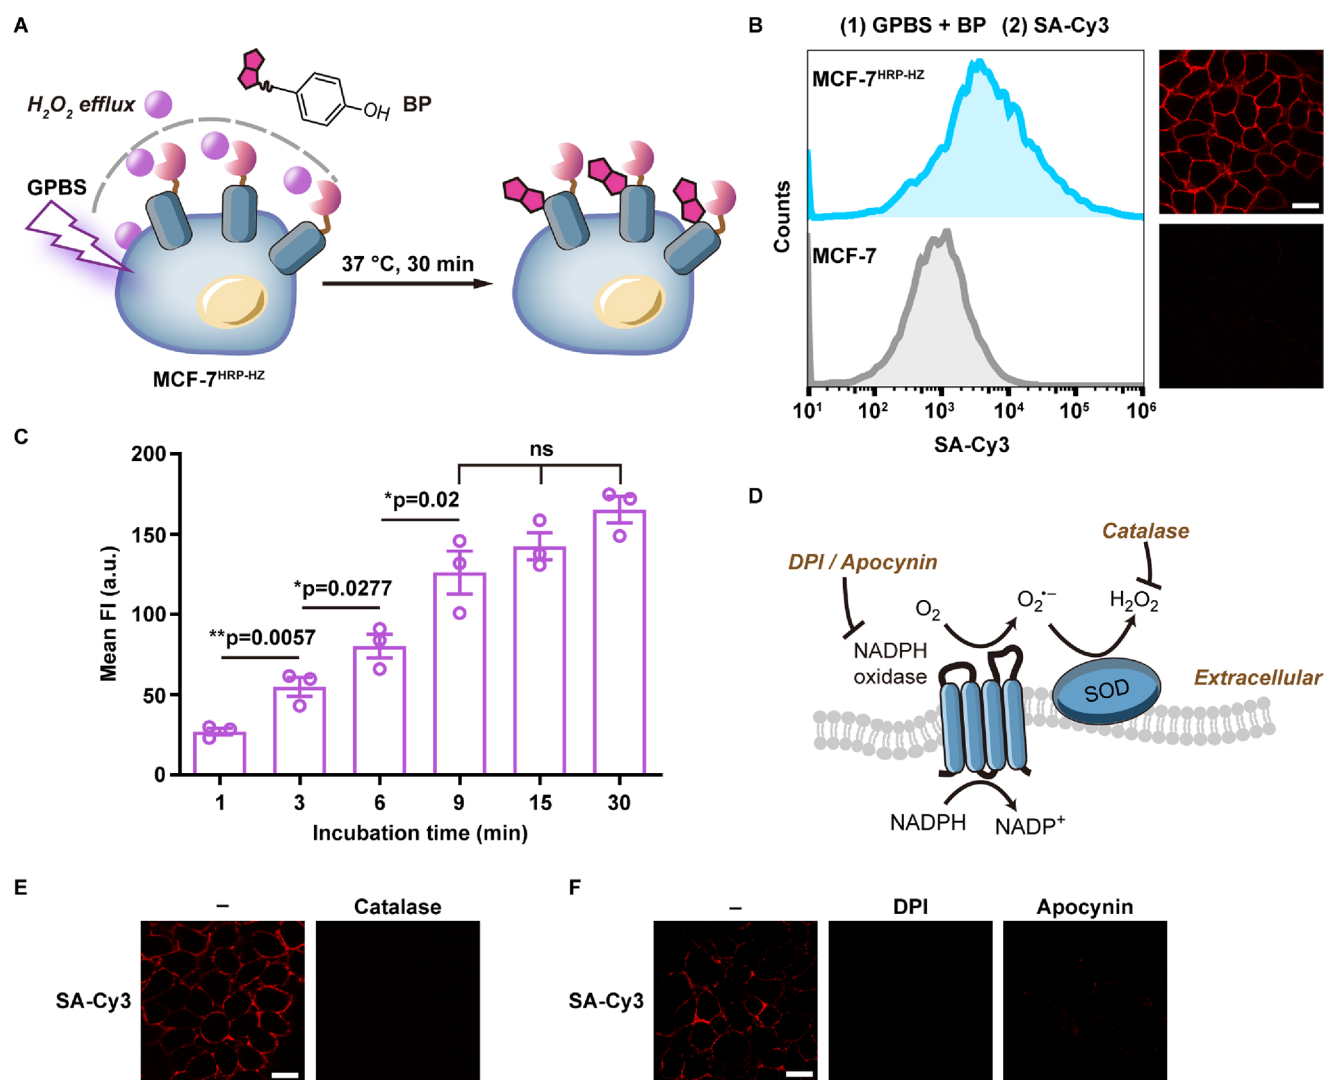 A
H₂O₂ efflux
OH
BP
GPBS
37 °C, 30 min
MCF-7ᴴᴿᴾ⁻ᴴᶻ
B
(1) GPBS + BP (2) SA-Cy3
MCF-7ᴴᴿᴾ⁻ᴴᶻ
MCF-7
Counts
10¹ 10² 10³ 10⁴ 10⁵ 10⁶
SA-Cy3
C
Mean FI (a.u.)
200
150
100
50
0
**p=0.0057
*p=0.0277
*p=0.02
ns
1 3 6 9 15 30
Incubation time (min)
D
DPI / Apocynin
Catalase
O₂
O₂•−
H₂O₂
NADPH
oxidase
SOD
Extracellular
NADPH
NADP⁺
E
– Catalase
SA-Cy3
F
– DPI Apocynin
SA-Cy3